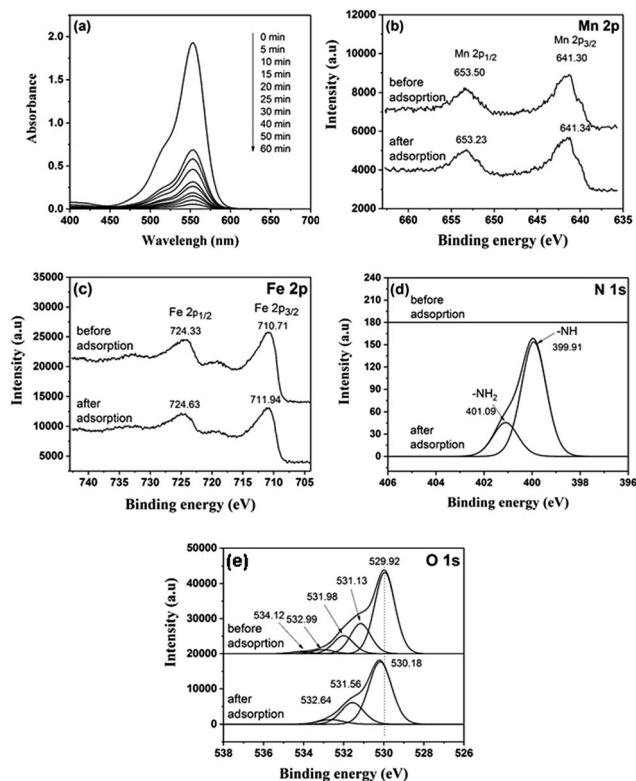 (a)
0 min
5 min
10 min
15 min
20 min
25 min
30 min
40 min
50 min
60 min
2.0
1.5
1.0
0.5
0.0
Absorbance
400 450 500 550 600 650 700
Wavelengh (nm)
(b)
Mn 2p
12000
10000
8000
6000
4000
Intensity (a.u)
Mn 2p1/2
653.50
Mn 2p3/2
641.30
before
adsoprtion
after
adsorption
653.23
641.34
660 655 650 645 640 635
Binding energy (eV)
(c)
Fe 2p
35000
30000
25000
20000
15000
10000
5000
Intensity (a.u)
Fe 2p1/2
724.33
Fe 2p3/2
710.71
before
adsorption
after
adsorption
724.63
711.94
740 735 730 725 720 715 710 704
Binding energy (eV)
(d)
N 1s
240
210
180
150
120
90
60
30
0
Intensity (a.u)
before
adsoprtion
-NH
399.91
-NH2
401.09
after
adsorption
406 404 402 400 398 396
Binding energy (eV)
(e)
O 1s
60000
50000
40000
30000
20000
20000
10000
0
Intensity (a.u)
529.92
531.13
531.98
532.99
534.12
before
adsoprtion
530.18
531.56
532.64
after
adsorption
538 536 534 532 530 528 526
Binding energy (eV)